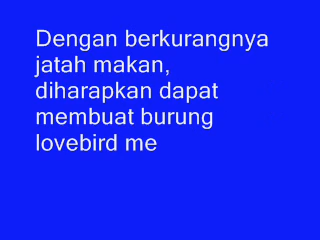 Dengan berkurangnya
jatah makan,
diharapkan dapat
membuat burung
lovebird me